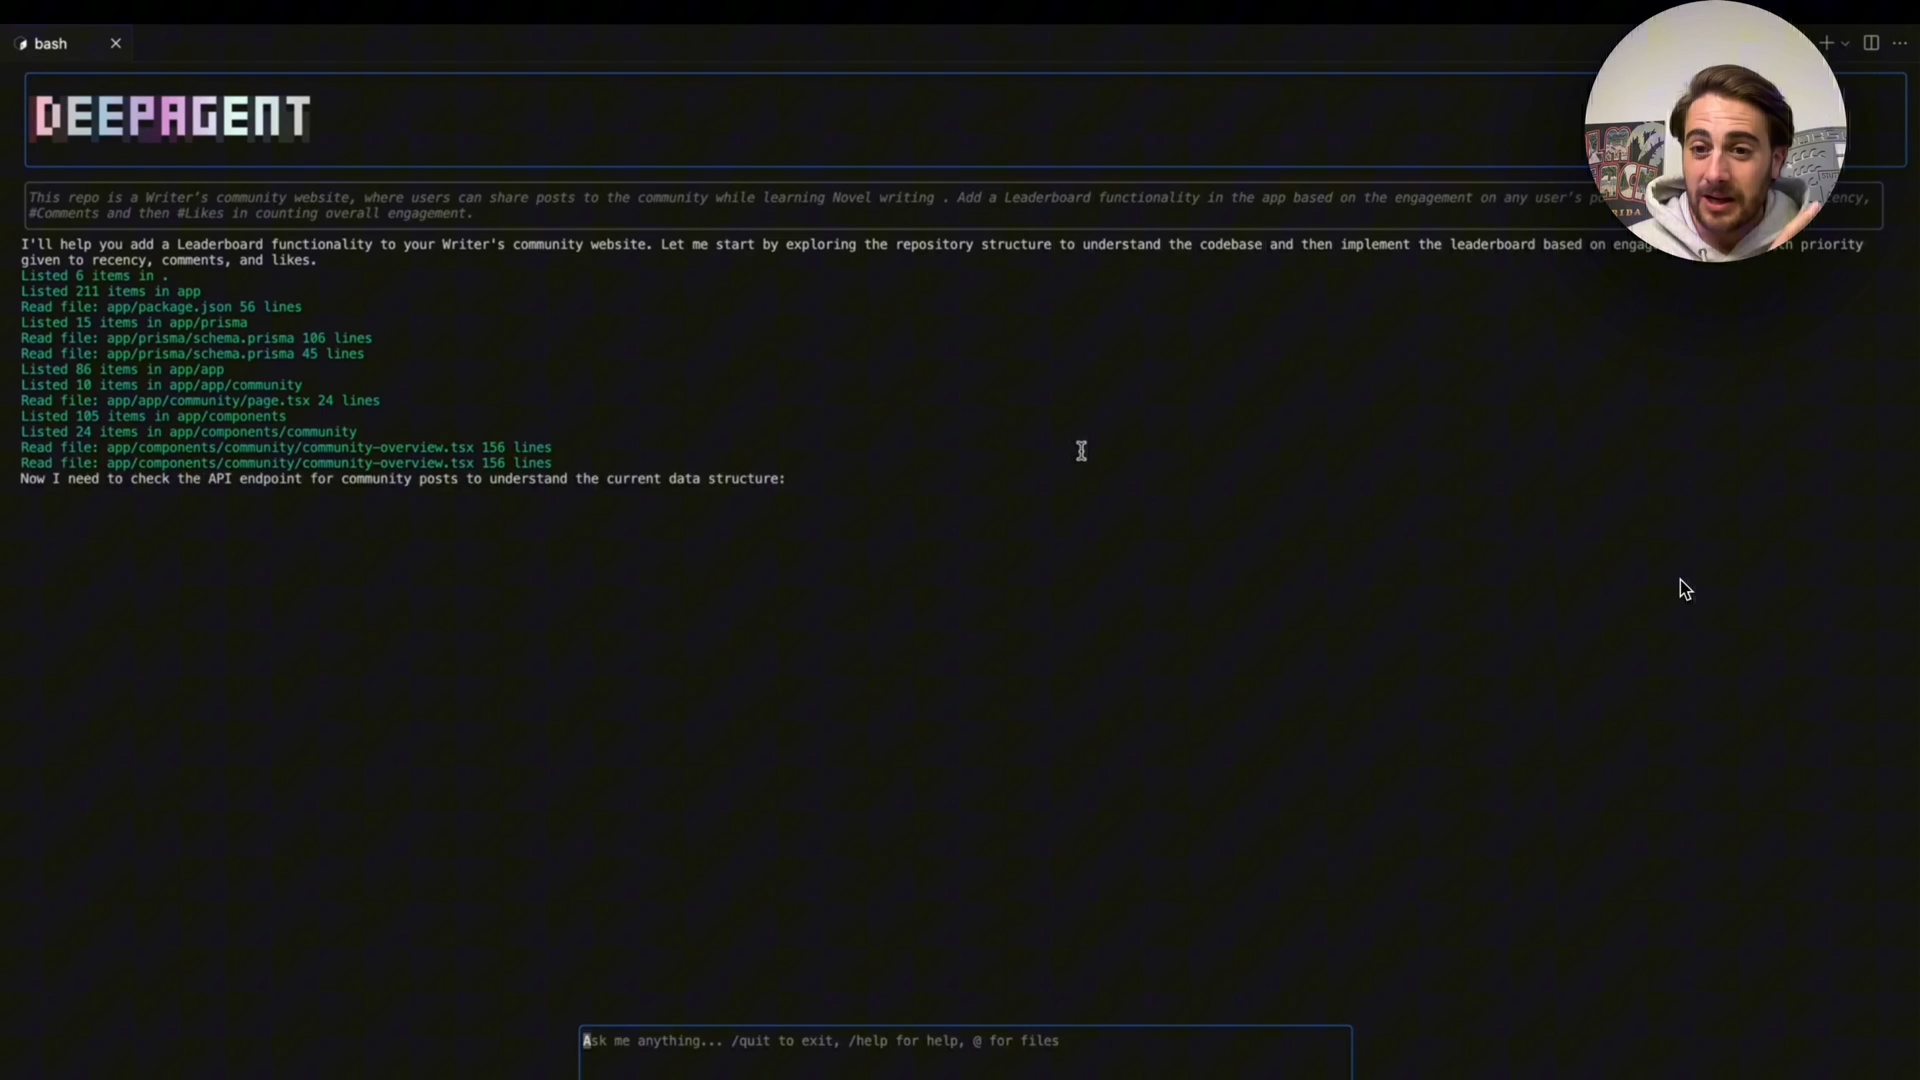 bash
DEEPAGENT
This repo is a Writer's community website, where users can share posts to the community while learning Novel writing . Add a Leaderboard functionality in the app based on the engagement on any user's
#Comments and then #Likes in counting overall engagement.
I'll help you add a Leaderboard functionality to your Writer's community website. Let me start by exploring the repository structure to understand the codebase and then implement the leaderboard based on priority
given to recency, comments, and likes.
Listed 6 items in .
Listed 211 items in app
Read file: app/package.json 56 lines
Listed 15 items in app/prisma
Read file: app/prisma/schema.prisma 106 lines
Read file: app/prisma/schema.prisma 45 lines
Listed 86 items in app/app
Listed 10 items in app/app/community
Read file: app/app/community/page.tsx 24 lines
Listed 105 items in app/components
Listed 24 items in app/components/community
Read file: app/components/community/community-overview.tsx 156 lines
Read file: app/components/community/community-overview.tsx 156 lines
Now I need to check the API endpoint for community posts to understand the current data structure:
Ask me anything... /quit to exit, /help for help, @ for files